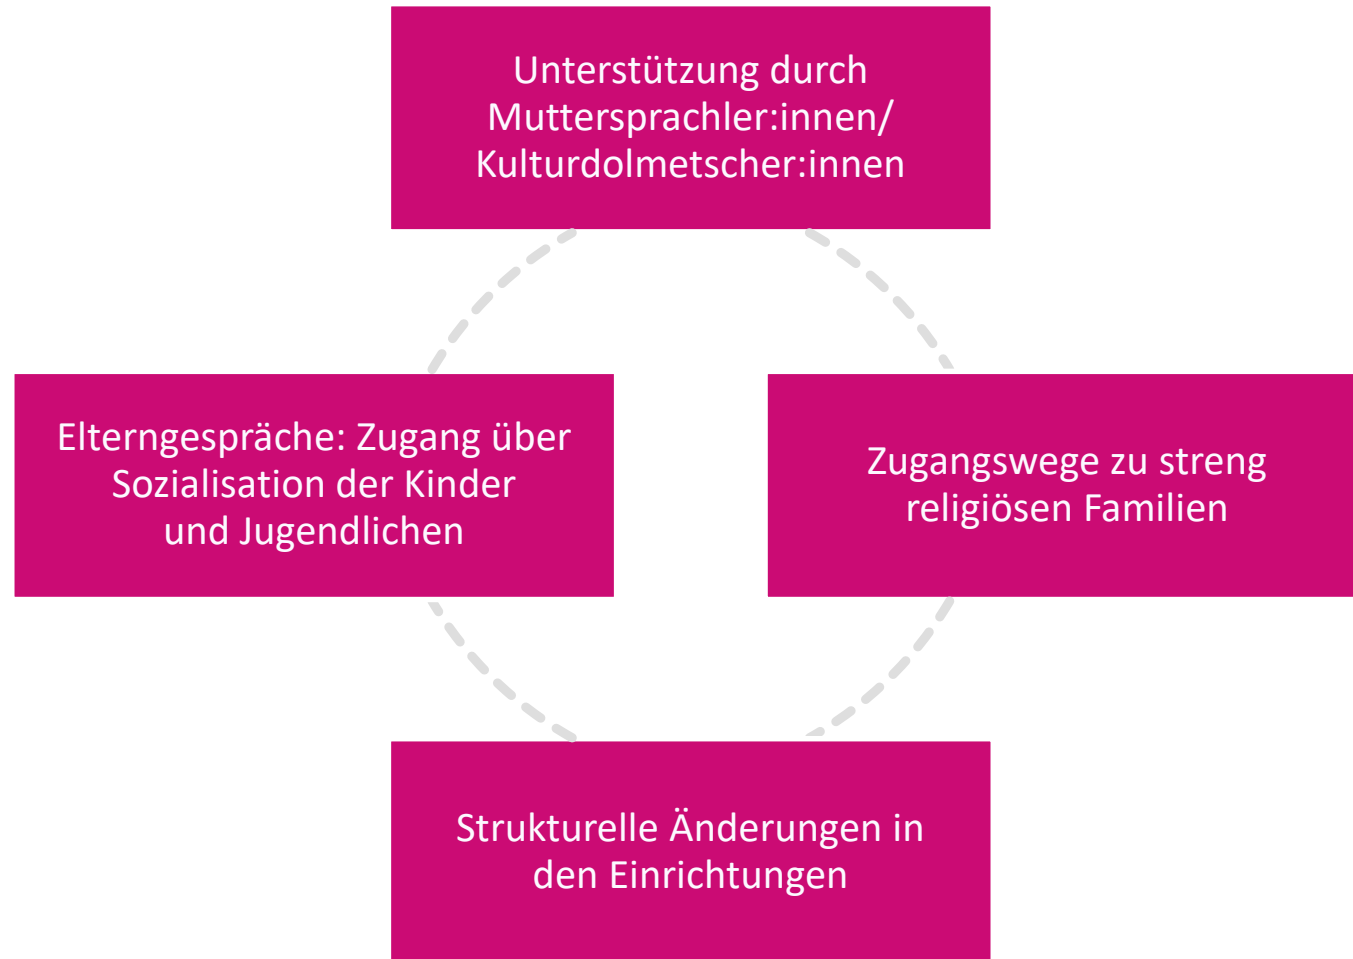 Unterstützung durch
Muttersprachler:innen/
Kulturdolmetscher:innen
Elterngespräche: Zugang über
Sozialisation der Kinder
und Jugendlichen
Zugangswege zu streng
religiösen Familien
Strukturelle Änderungen in
den Einrichtungen